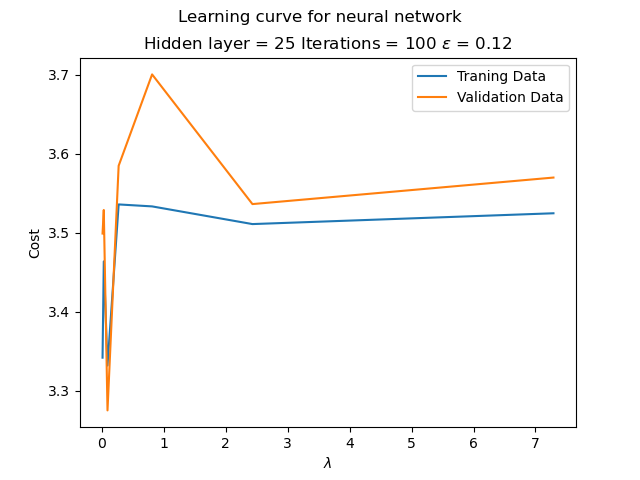 Learning curve for neural network
Hidden layer = 25 Iterations = 100 ε = 0.12
Traning Data
Validation Data
3.7
3.6
3.5
3.4
3.3
Cost
0 1 2 3 4 5 6 7
λ